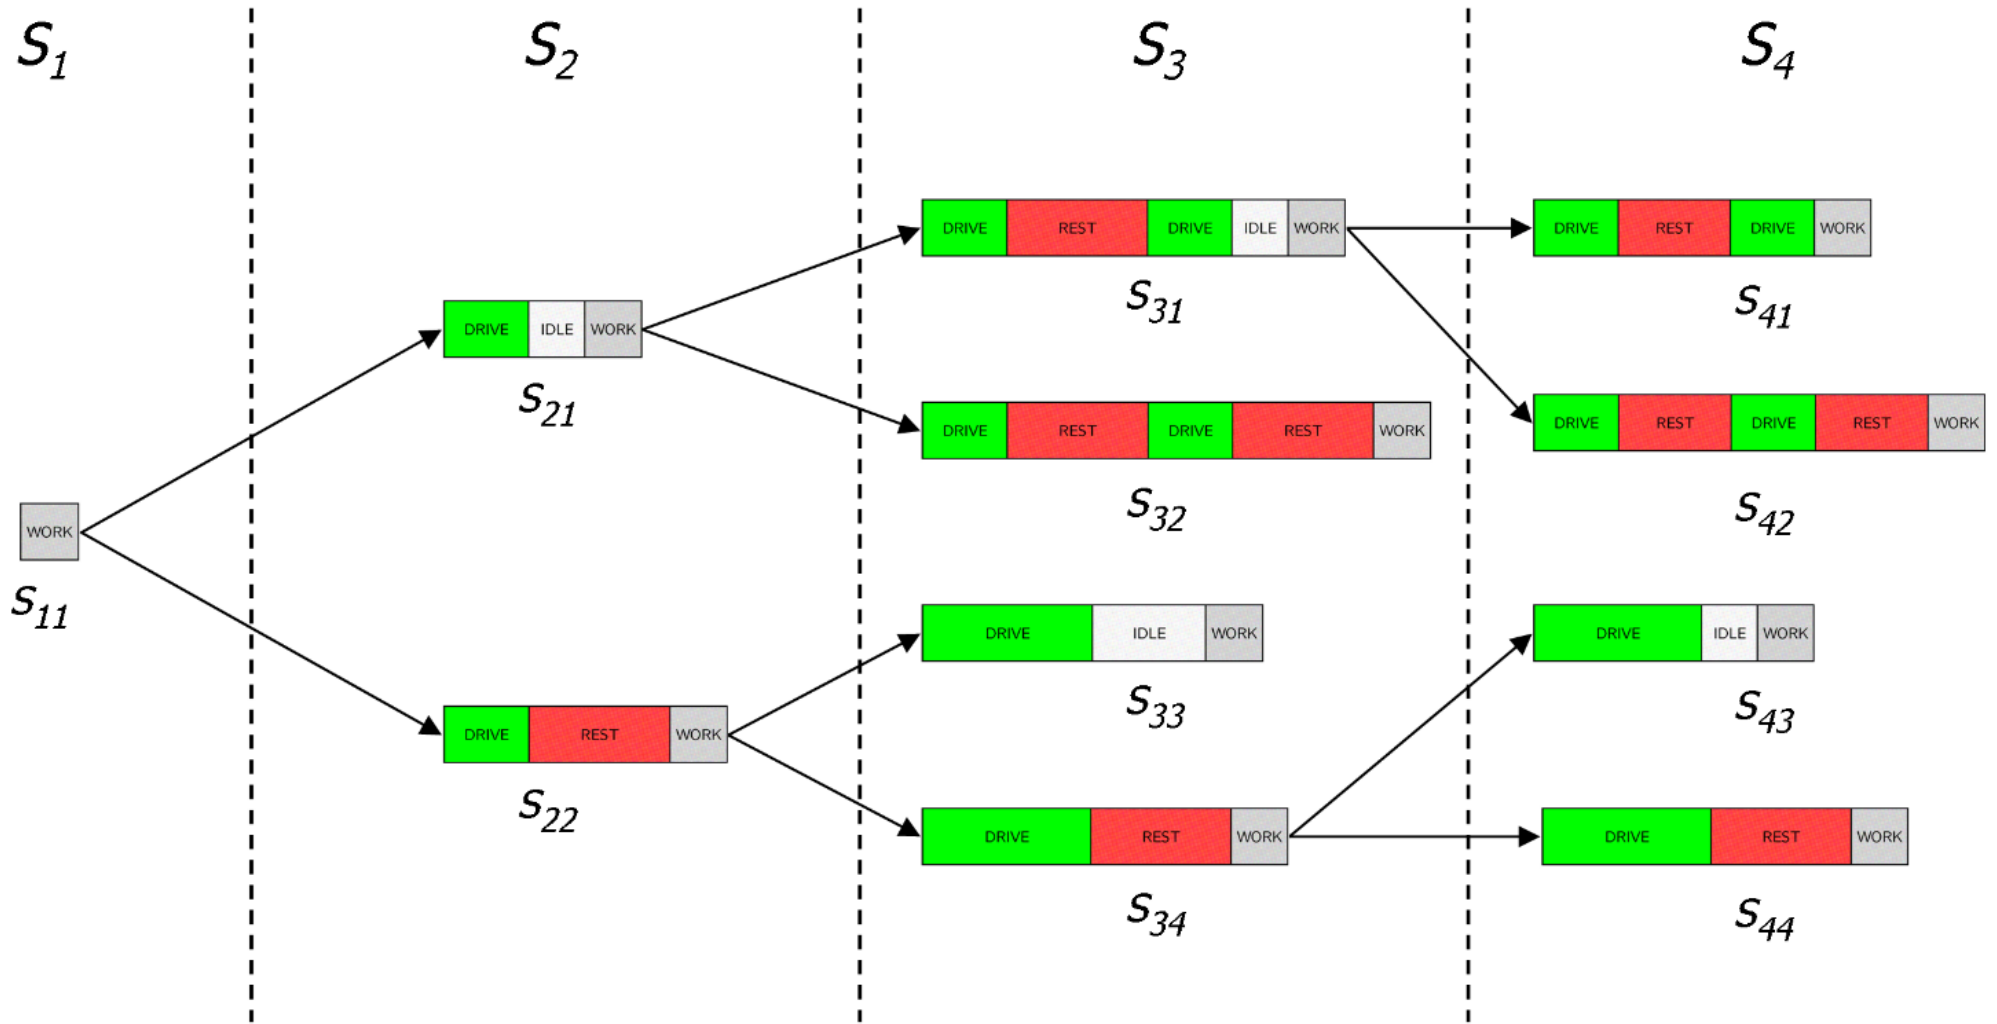 S1 S2 S3 S4
DRIVE REST DRIVE IDLE WORK
S31
DRIVE REST DRIVE WORK
S41
DRIVE IDLE WORK
S21
DRIVE REST DRIVE REST WORK
S32
DRIVE REST DRIVE REST WORK
S42
WORK
S11
DRIVE IDLE WORK
S33
DRIVE IDLE WORK
S43
DRIVE REST WORK
S22
DRIVE REST WORK
S34
DRIVE REST WORK
S44